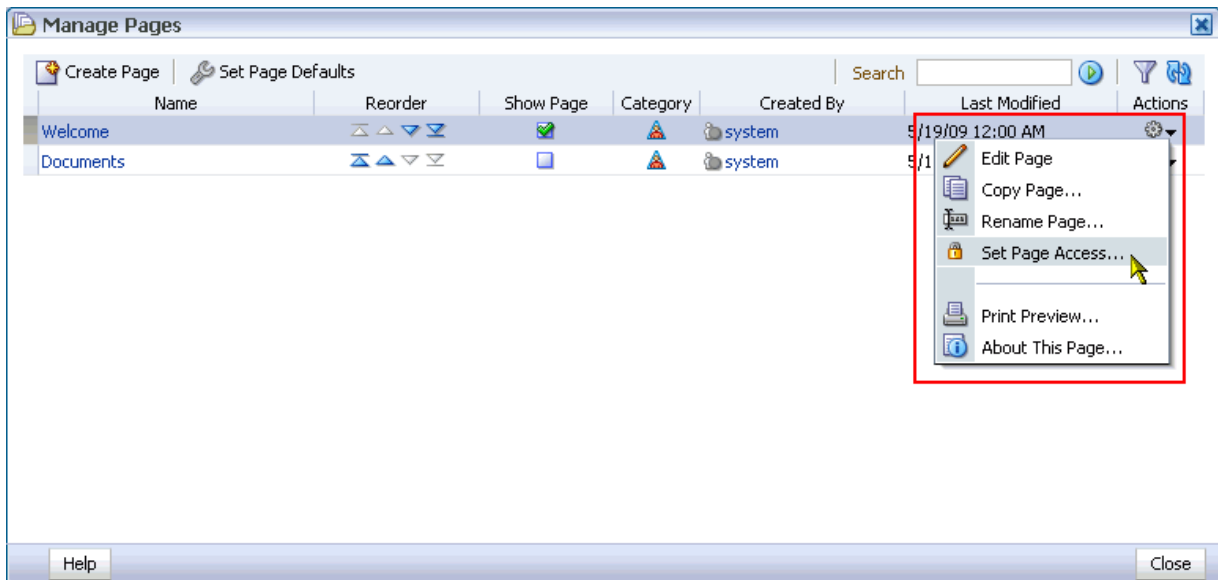 Manage Pages
Create Page Set Page Defaults Search
Name Reorder Show Page Category Created By Last Modified Actions
Welcome system 5/19/09 12:00 AM
Documents system 5/1
Edit Page
Copy Page...
Rename Page...
Set Page Access...
Print Preview...
About This Page...
Help Close